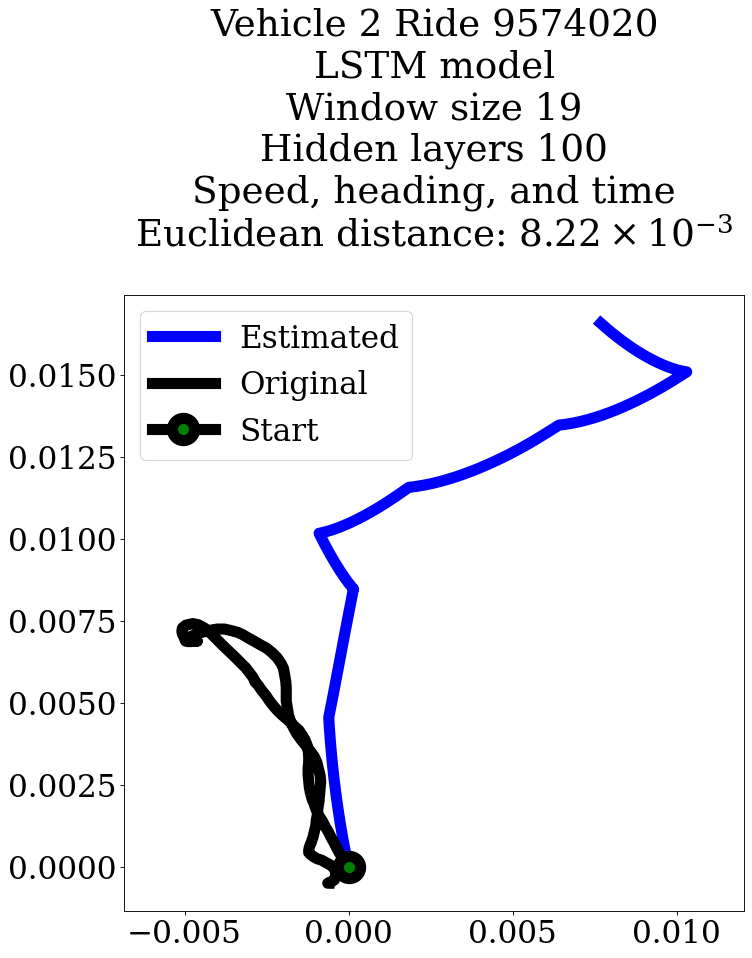 Vehicle 2 Ride 9574020
LSTM model
Window size 19
Hidden layers 100
Speed, heading, and time
Euclidean distance: 8.22 × 10⁻³
Estimated
Original
Start
0.0150
0.0125
0.0100
0.0075
0.0050
0.0025
0.0000
−0.005 0.000 0.005 0.010